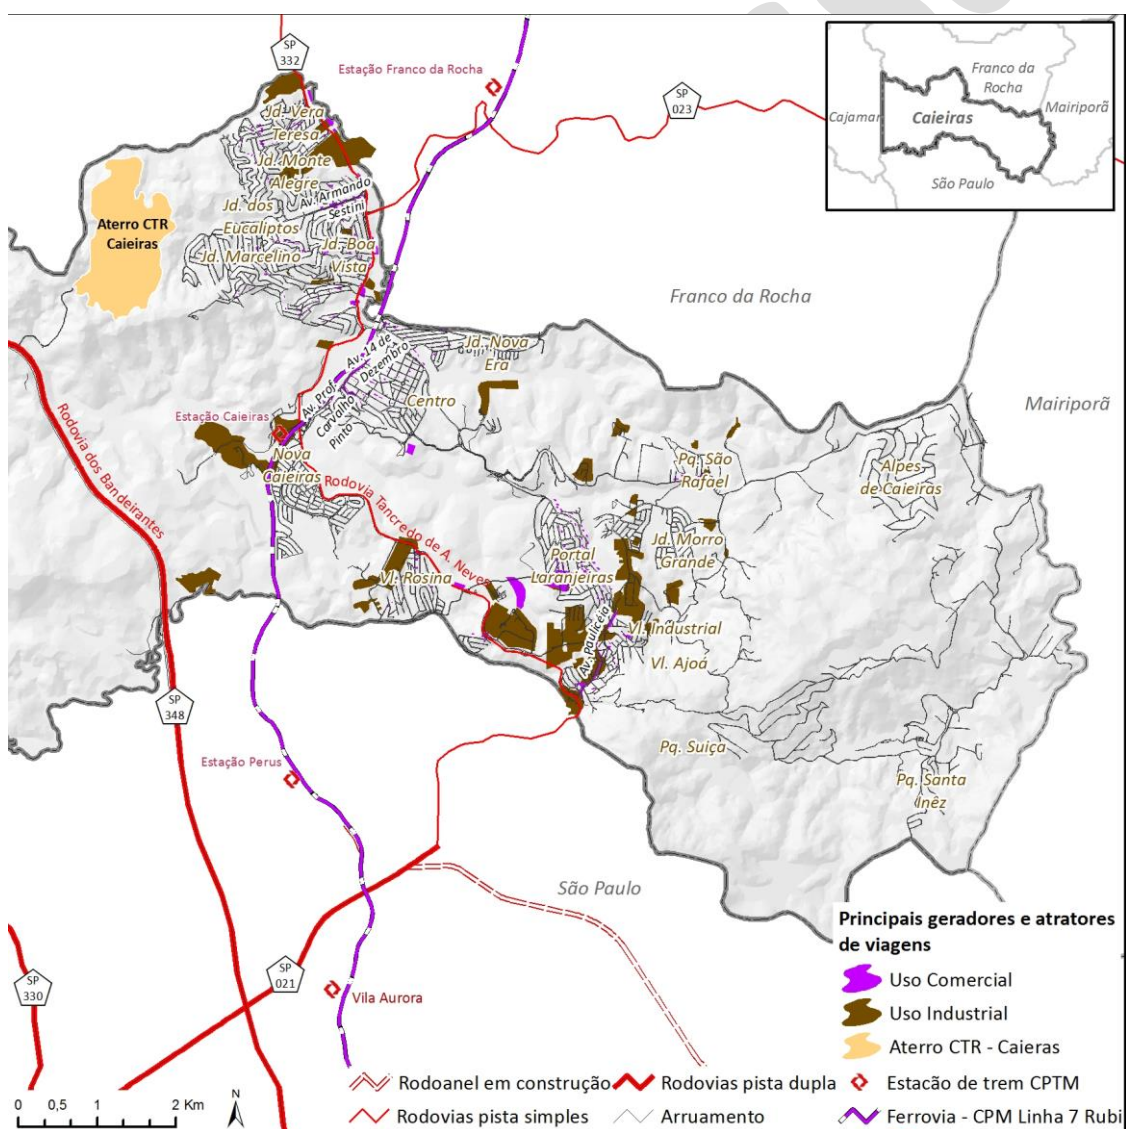 SP
332
Estação Franco da Rocha
SP
023
Franco da
Rocha
Mairiporã
Cajamar
Caieiras
São Paulo
Jd. Vera
Teresa
Jd. Monte
Alegre
Av. Armando
Sestini
Jd. dos
Eucaliptos
Jd. Boa
Vista
Jd. Marcelino
Aterro CTR
Caieiras
Franco da Rocha
Mairiporã
Jd. Nova
Era
Av. 14 de
Dezembro
Av. Prof.
Carvalho
Pinto
Centro
Estação Caieiras
Nova
Caieiras
Rodovia dos Bandeirantes
Rodovia Tancredo de A. Neves
Pq. São
Rafael
Alpes
de Caieiras
Portal
Laranjeiras
Jd. Morro
Grande
Vl. Rosina
Av. Paulicéia
Vl. Industrial
Vl. Ajoá
SP
348
Pq. Suiça
Estação Perus
Pq. Santa
Inêz
São Paulo
SP
330
SP
021
Vila Aurora
Principais geradores e atratores
de viagens
Uso Comercial
Uso Industrial
Aterro CTR - Caieras
Rodoanel em construção
Rodovias pista dupla
Estacão de trem CPTM
Rodovias pista simples
Arruamento
Ferrovia - CPM Linha 7 Rubi
0 0,5 1 2 Km
N